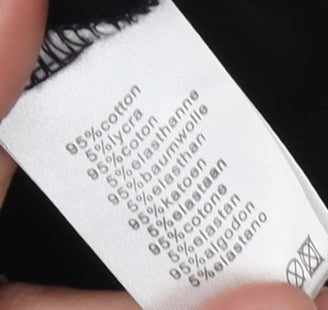 95%cotton
5%lycra
95%coton
5%elasthanne
95%baumwolle
5%elasthan
95%katoen
5%elastaan
95%cotone
5%elastan
95%algodon
5%elastano